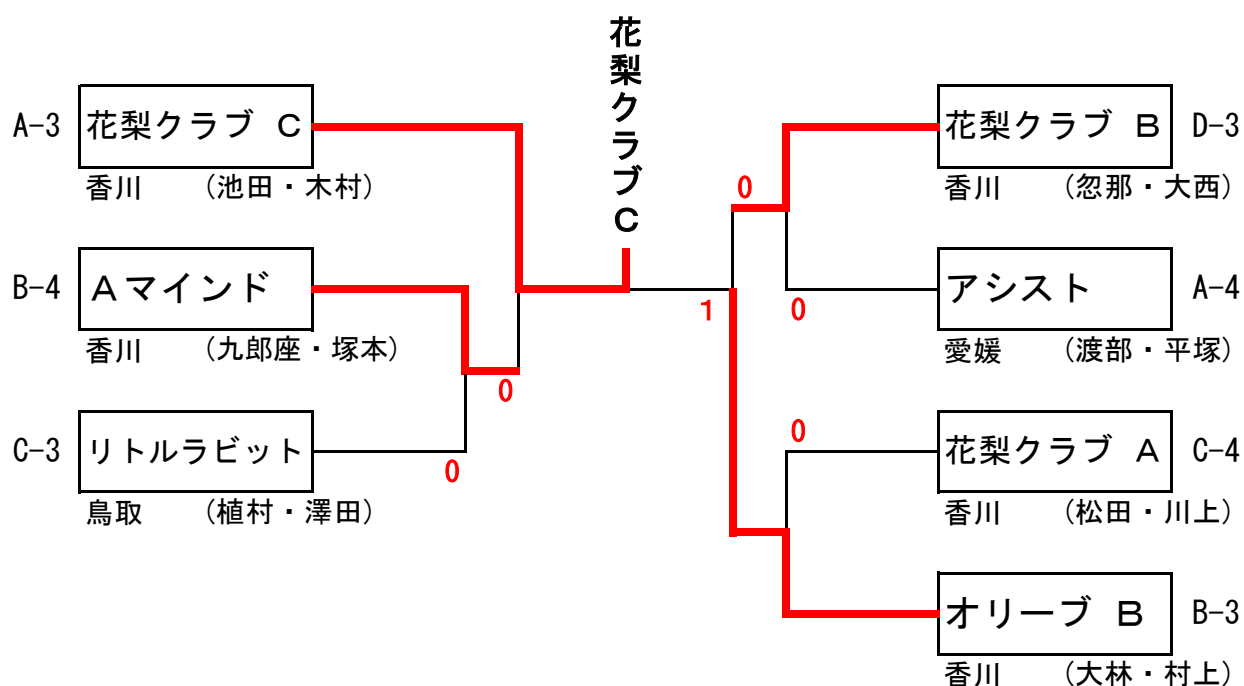 花梨クラブC
A-3
花梨クラブ C
香川 (池田・木村)
B-4
Aマインド
香川 (九郎座・塚本)
0
C-3
リトルラビット
0
鳥取 (植村・澤田)
花梨クラブ B
D-3
0
香川 (忽那・大西)
アシスト
A-4
1
0
愛媛 (渡部・平塚)
0
花梨クラブ A
C-4
香川 (松田・川上)
オリーブ B
B-3
香川 (大林・村上)